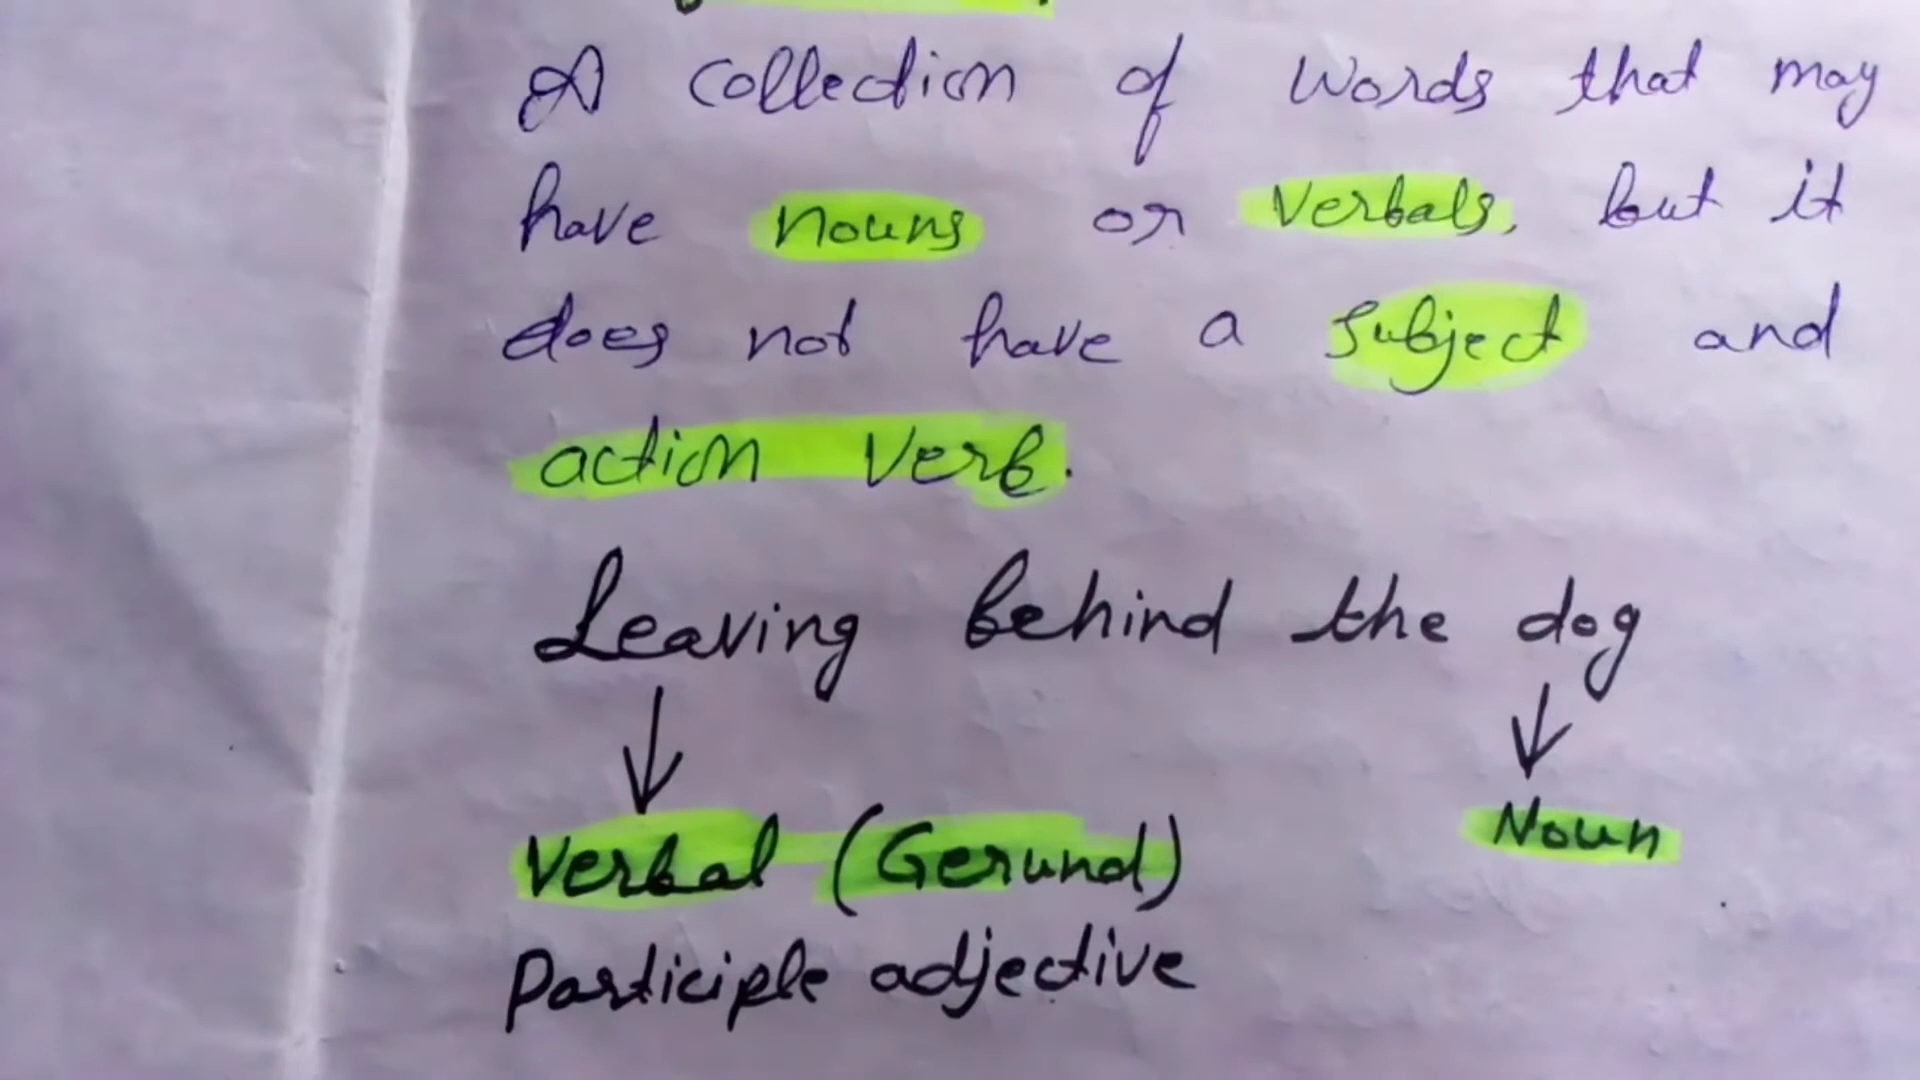 A collection of words that may
have nouns or verbals, but it
does not have a subject and
action verb.
Leaving behind the dog
Verbal (Gerund) Noun
Participle adjective